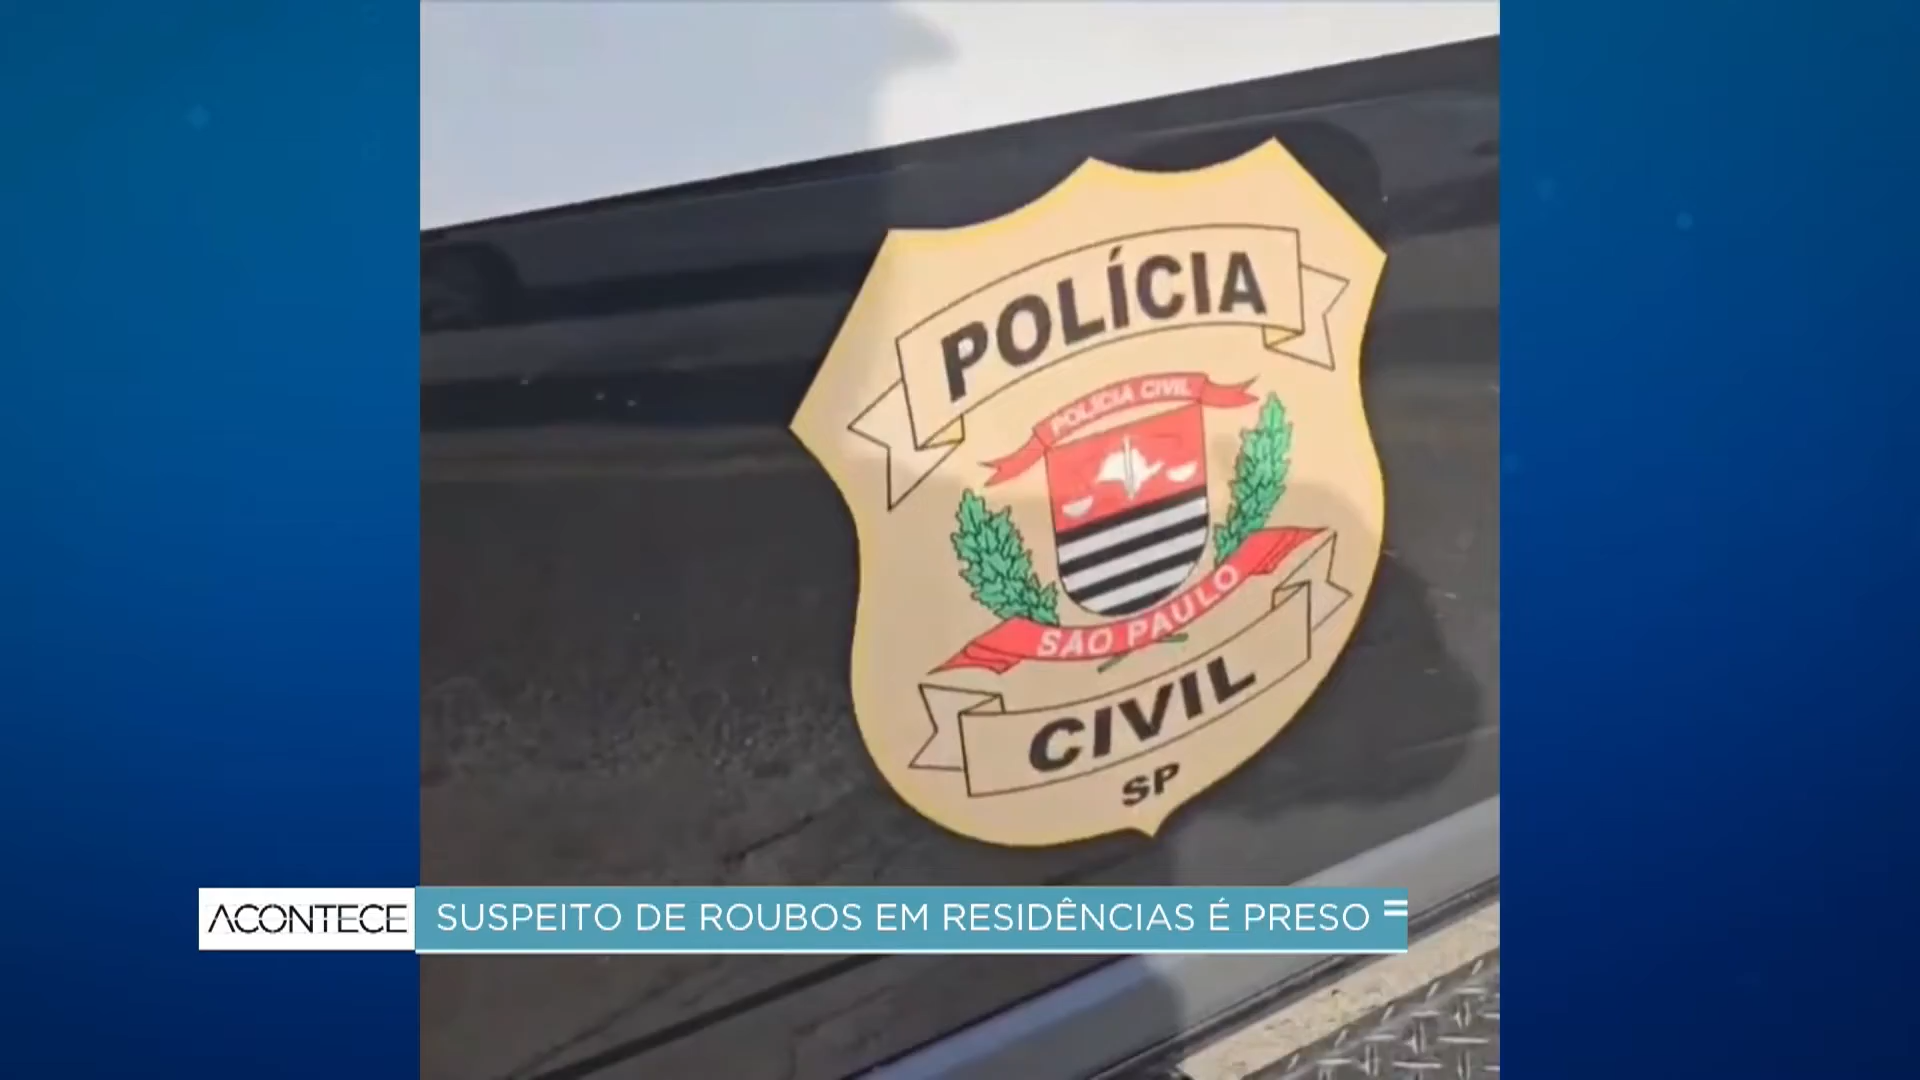 POLÍCIA
POLÍCIA CIVIL
SÃO PAULO
CIVIL
SP
ACONTECE
SUSPEITO DE ROUBOS EM RESIDÊNCIAS É PRESO